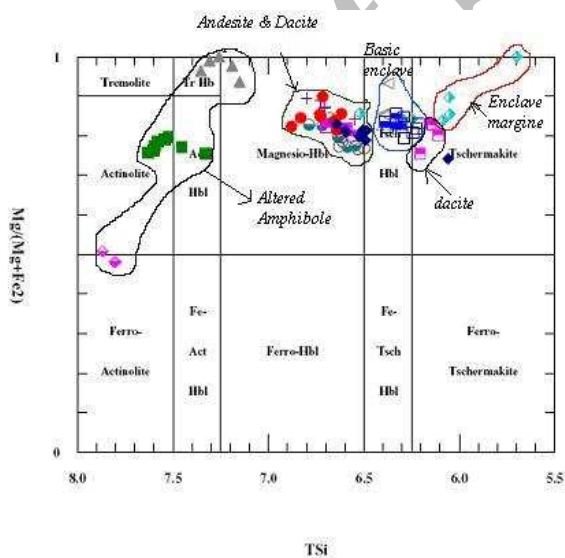 Andesite & Dacite
Basic
enclave
1
Tremolite
Tr Hb
Enclave
margine
Actinolite
A
Hbl
Magnesio-Hbl
Hbl
Tschermakite
dacite
Altered
Amphibole
Mg/(Mg+Fe2)
Ferro-
Actinolite
Fe-
Act
Hbl
Ferro-Hbl
Fe-
Tsch
Hbl
Ferro-
Tschermakite
0
8.0
7.5
7.0
6.5
6.0
5.5
TSi